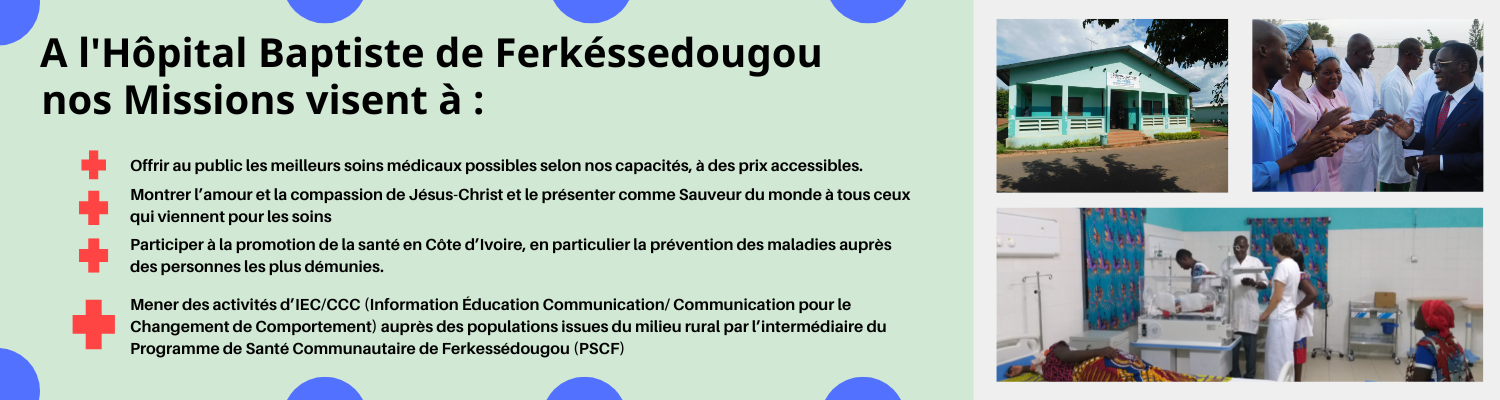 A l'Hôpital Baptiste de Ferkéssedougou
nos Missions visent à :
Offrir au public les meilleurs soins médicaux possibles selon nos capacités, à des prix accessibles.
Montrer l’amour et la compassion de Jésus-Christ et le présenter comme Sauveur du monde à tous ceux
qui viennent pour les soins
Participer à la promotion de la santé en Côte d’Ivoire, en particulier la prévention des maladies auprès
des personnes les plus démunies.
Mener des activités d’IEC/CCC (Information Éducation Communication/ Communication pour le
Changement de Comportement) auprès des populations issues du milieu rural par l’intermédiaire du
Programme de Santé Communautaire de Ferkessédougou (PSCF)